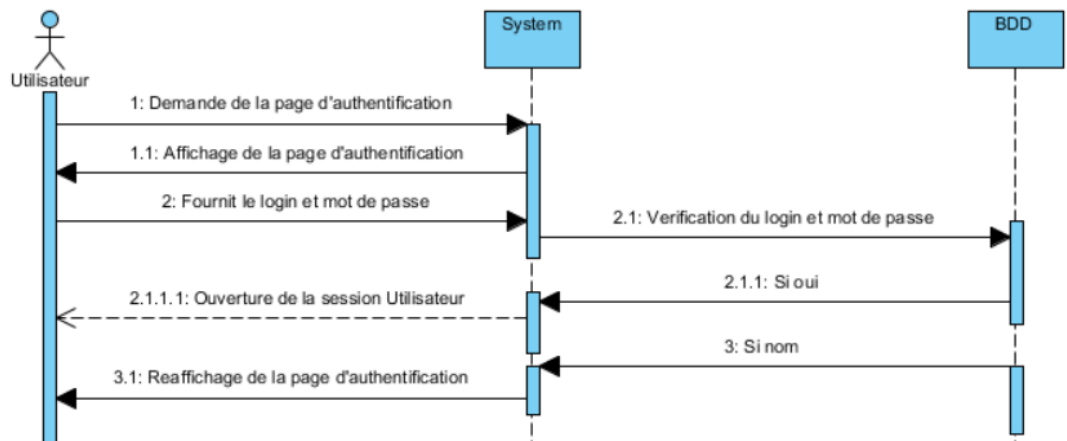 System
BDD
Utilisateur
1: Demande de la page d'authentification
1.1: Affichage de la page d'authentification
2: Fournit le login et mot de passe
2.1: Verification du login et mot de passe
2.1.1: Si oui
2.1.1.1: Ouverture de la session Utilisateur
3: Si nom
3.1: Reaffichage de la page d'authentification